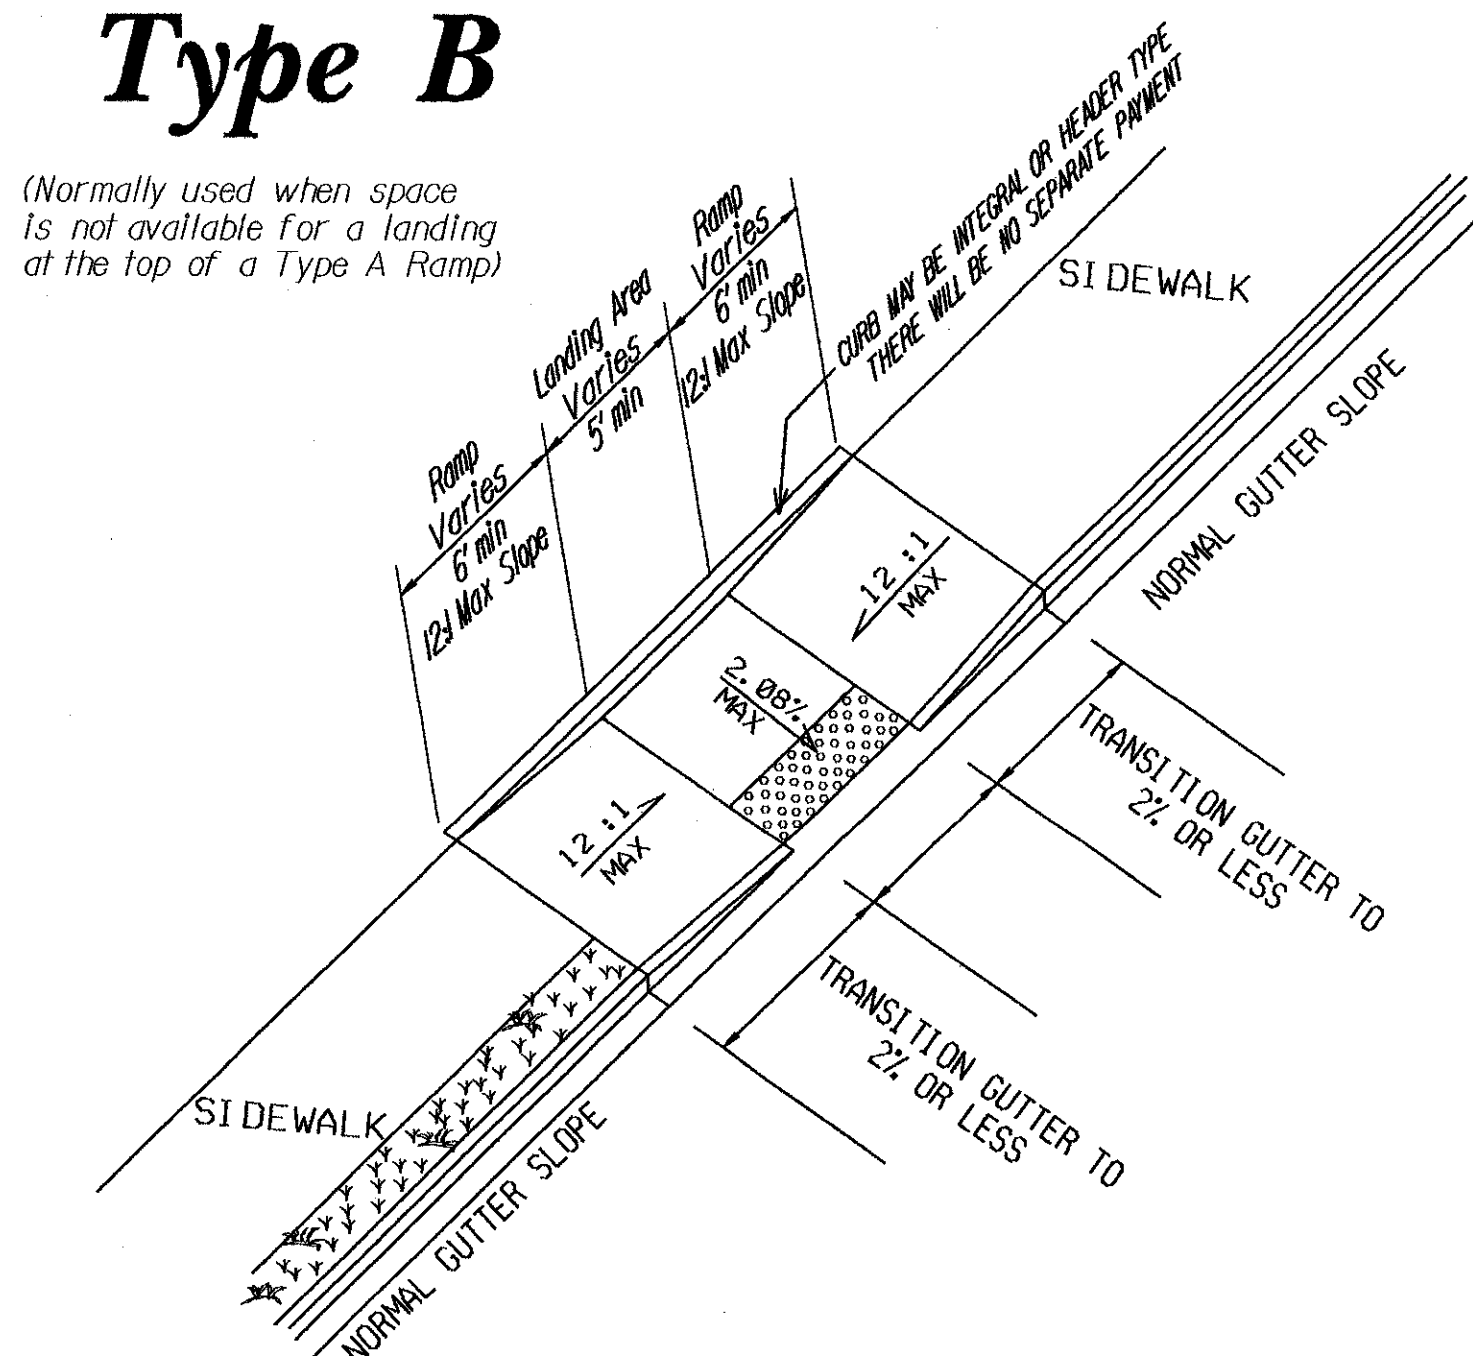 Type B
(Normally used when space
is not available for a landing
at the top of a Type A Ramp)
CURB MAY BE INTEGRAL OR HEADER TYPE
THERE WILL BE NO SEPARATE PAYMENT
Ramp
Varies
6' min
12:1 Max Slope
Landing Area
Varies
5' min
Ramp
Varies
6' min
12:1 Max Slope
SIDEWALK
NORMAL GUTTER SLOPE
12 :1
MAX
2.08%
MAX
12 :1
MAX
TRANSITION GUTTER TO
2% OR LESS
TRANSITION GUTTER TO
2% OR LESS
SIDEWALK
NORMAL GUTTER SLOPE